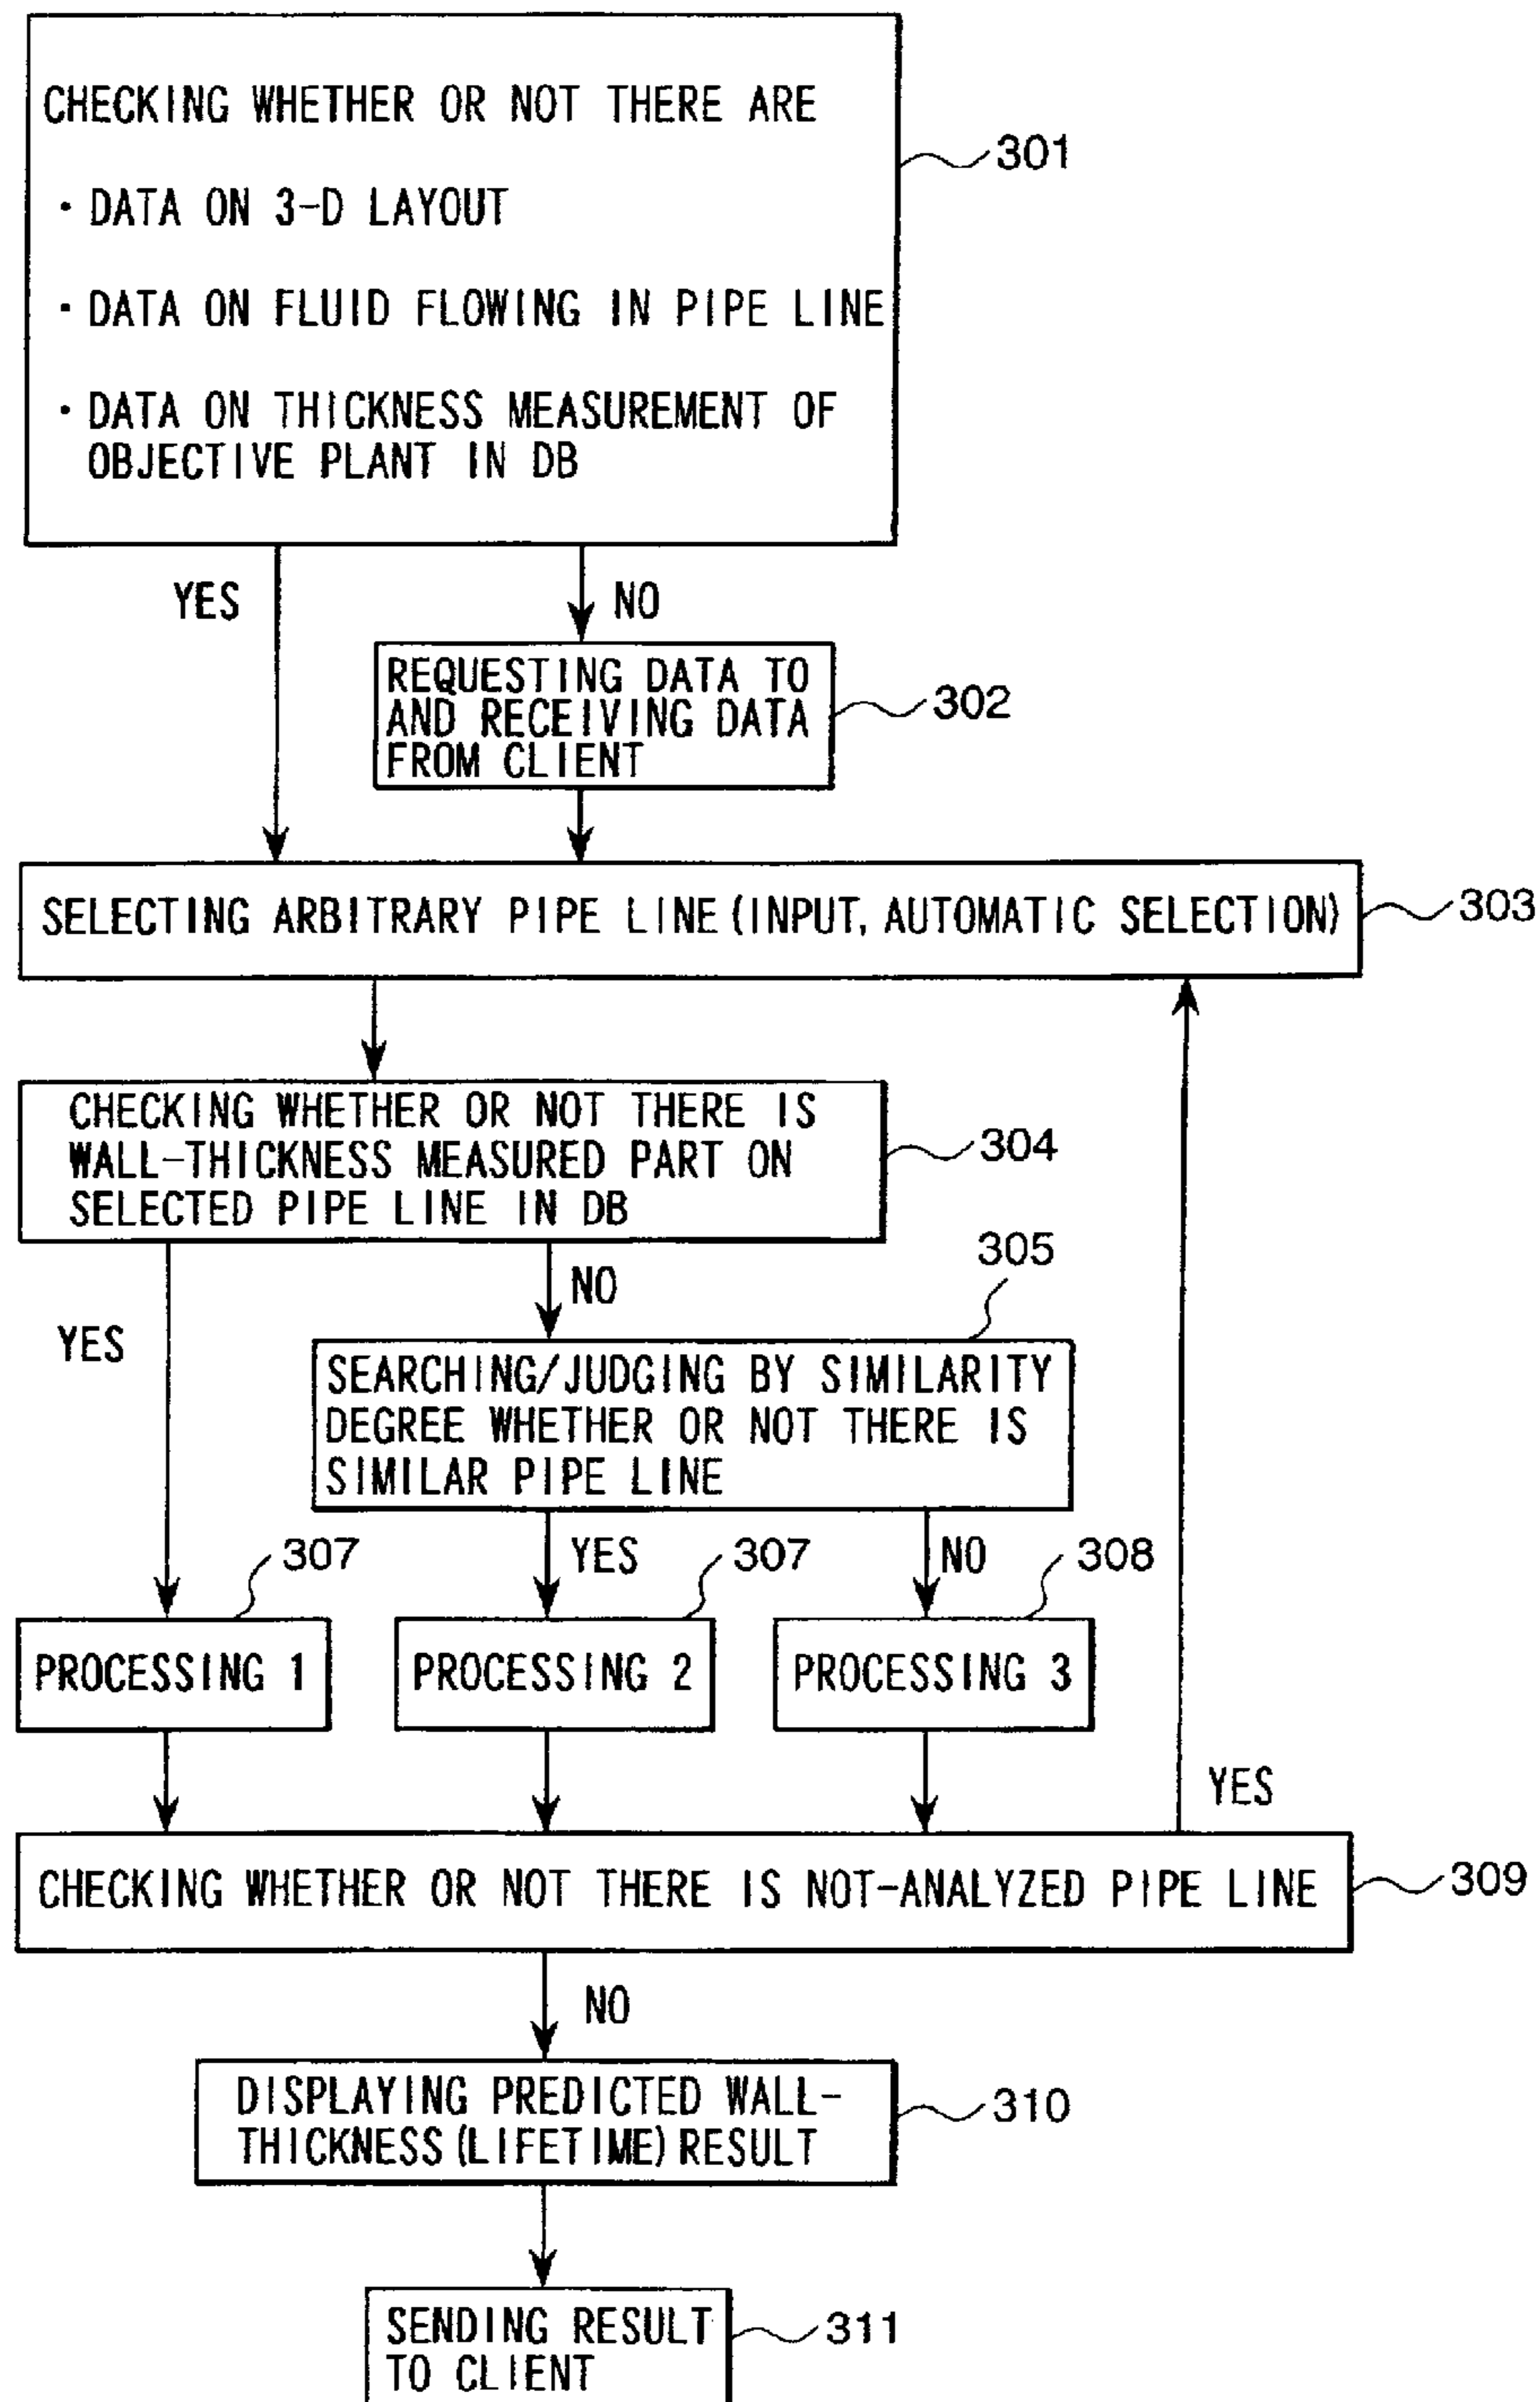 CHECKING WHETHER OR NOT THERE ARE
· DATA ON 3-D LAYOUT
· DATA ON FLUID FLOWING IN PIPE LINE
· DATA ON THICKNESS MEASUREMENT OF
OBJECTIVE PLANT IN DB
301
YES
NO
REQUESTING DATA TO
AND RECEIVING DATA
FROM CLIENT
302
SELECTING ARBITRARY PIPE LINE (INPUT, AUTOMATIC SELECTION)
303
CHECKING WHETHER OR NOT THERE IS
WALL-THICKNESS MEASURED PART ON
SELECTED PIPE LINE IN DB
304
YES
NO
305
SEARCHING/JUDGING BY SIMILARITY
DEGREE WHETHER OR NOT THERE IS
SIMILAR PIPE LINE
307
YES
307
NO
308
PROCESSING 1
PROCESSING 2
PROCESSING 3
YES
CHECKING WHETHER OR NOT THERE IS NOT-ANALYZED PIPE LINE
309
NO
DISPLAYING PREDICTED WALL-
THICKNESS (LIFETIME) RESULT
310
SENDING RESULT
TO CLIENT
311